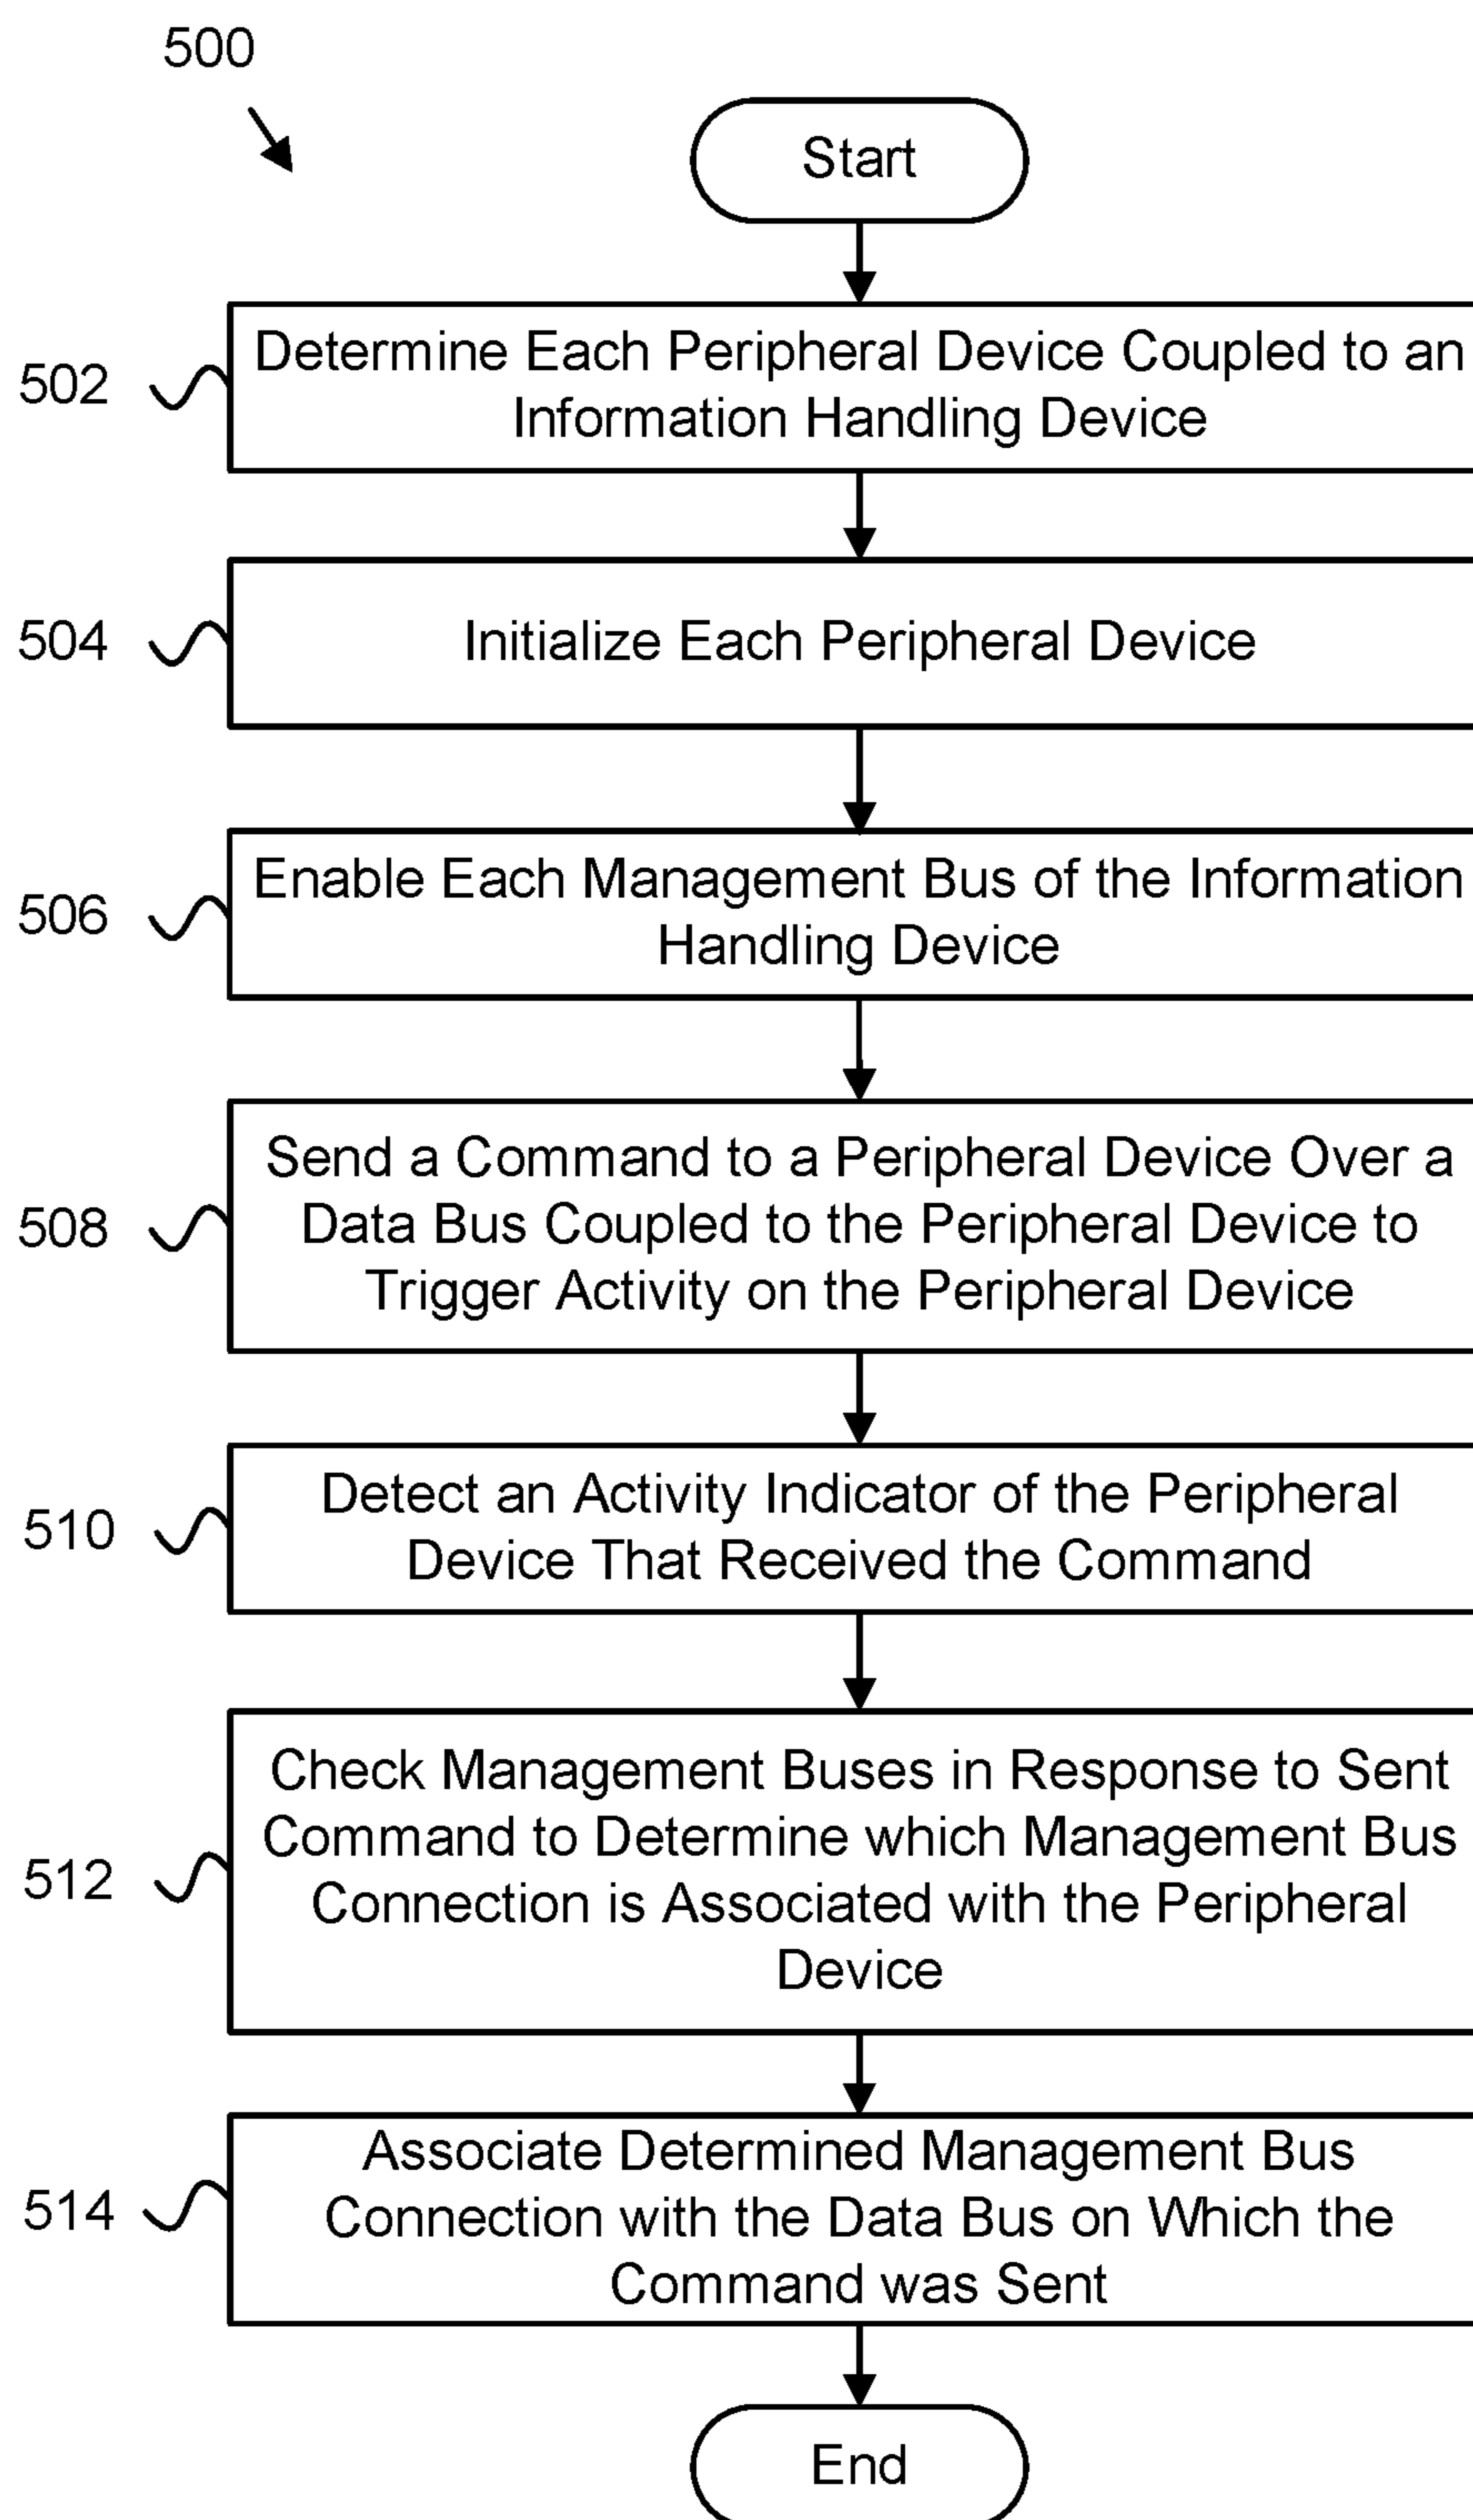 500
Start
502
Determine Each Peripheral Device Coupled to an
Information Handling Device
504
Initialize Each Peripheral Device
506
Enable Each Management Bus of the Information
Handling Device
508
Send a Command to a Peripheral Device Over a
Data Bus Coupled to the Peripheral Device to
Trigger Activity on the Peripheral Device
510
Detect an Activity Indicator of the Peripheral
Device That Received the Command
512
Check Management Buses in Response to Sent
Command to Determine which Management Bus
Connection is Associated with the Peripheral
Device
514
Associate Determined Management Bus
Connection with the Data Bus on Which the
Command was Sent
End